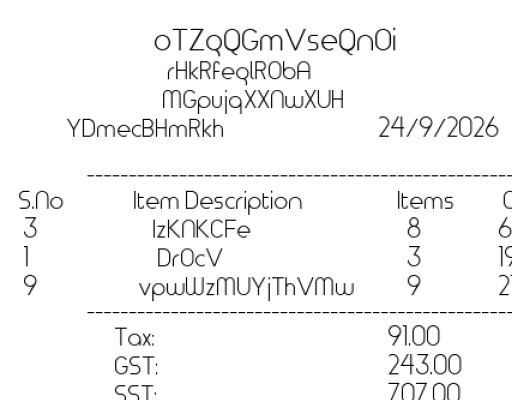 oTZqQGmVseQnOi
rHkRfeqlRObA
MGpujqXXNwXUH
YDmecBHmRkh 24/9/2026
S.No Item Description Items
3 IzKNKCFe 8
1 DrOcV 3
9 vpwWzMUYjThVMw 9
Tax: 91.00
GST: 243.00
SST: 707.00